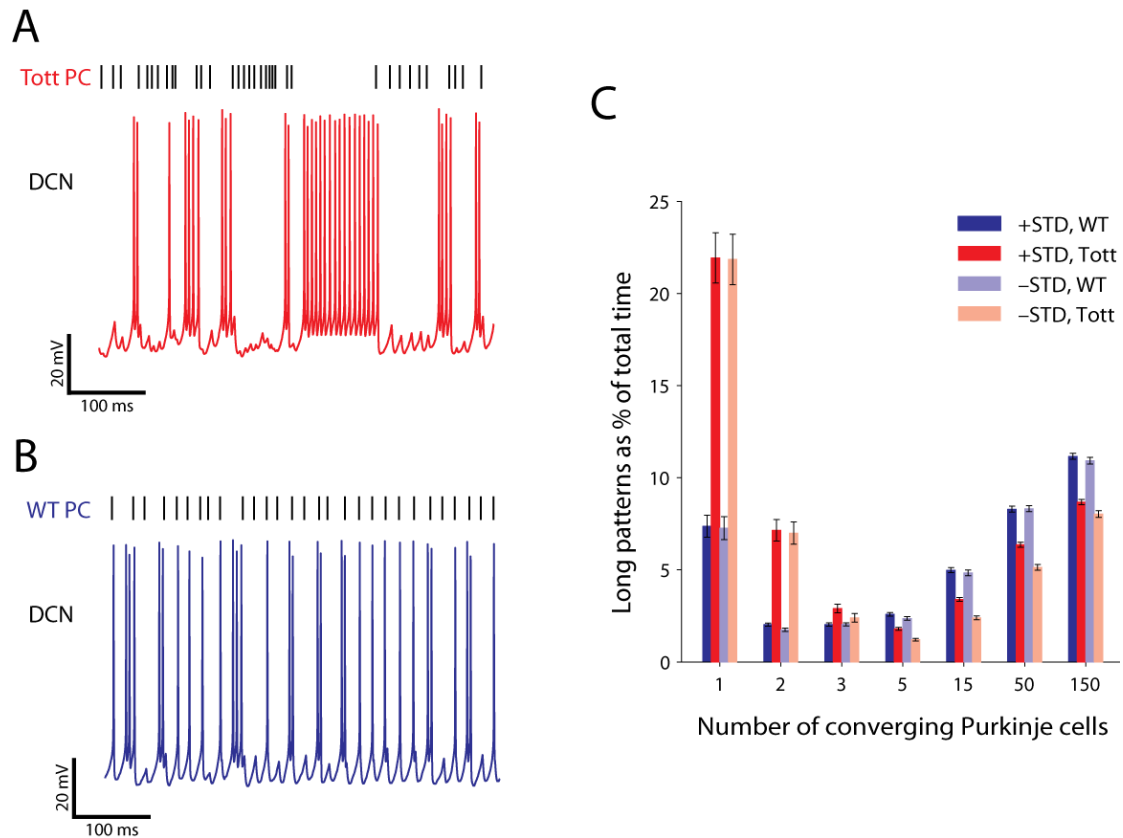 A
Tott PC
DCN
20 mV
100 ms
B
WT PC
DCN
20 mV
100 ms
C
Long patterns as % of total time
25
20
15
10
5
0
+STD, WT
+STD, Tott
–STD, WT
–STD, Tott
1 2 3 5 15 50 150
Number of converging Purkinje cells